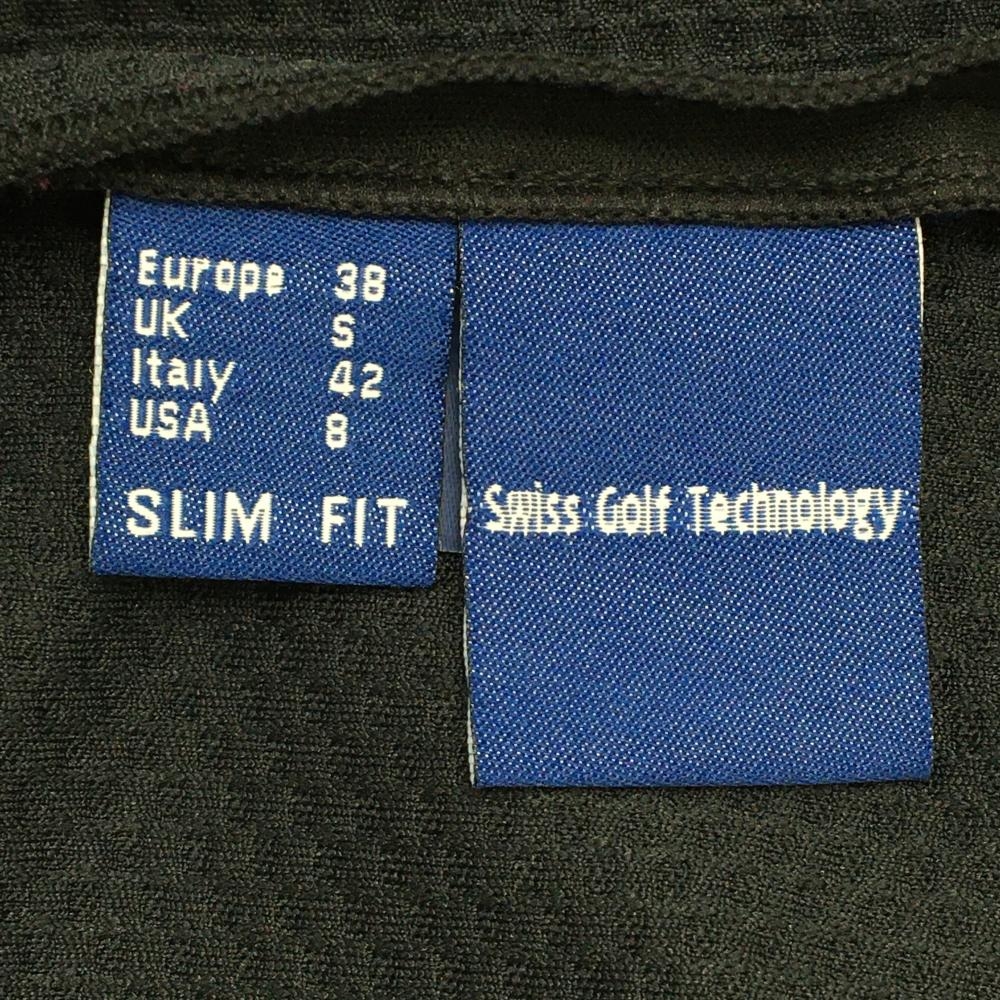 Europe 38
UK S
Italy 42
USA 8
SLIM FIT
Swiss Golf Technology